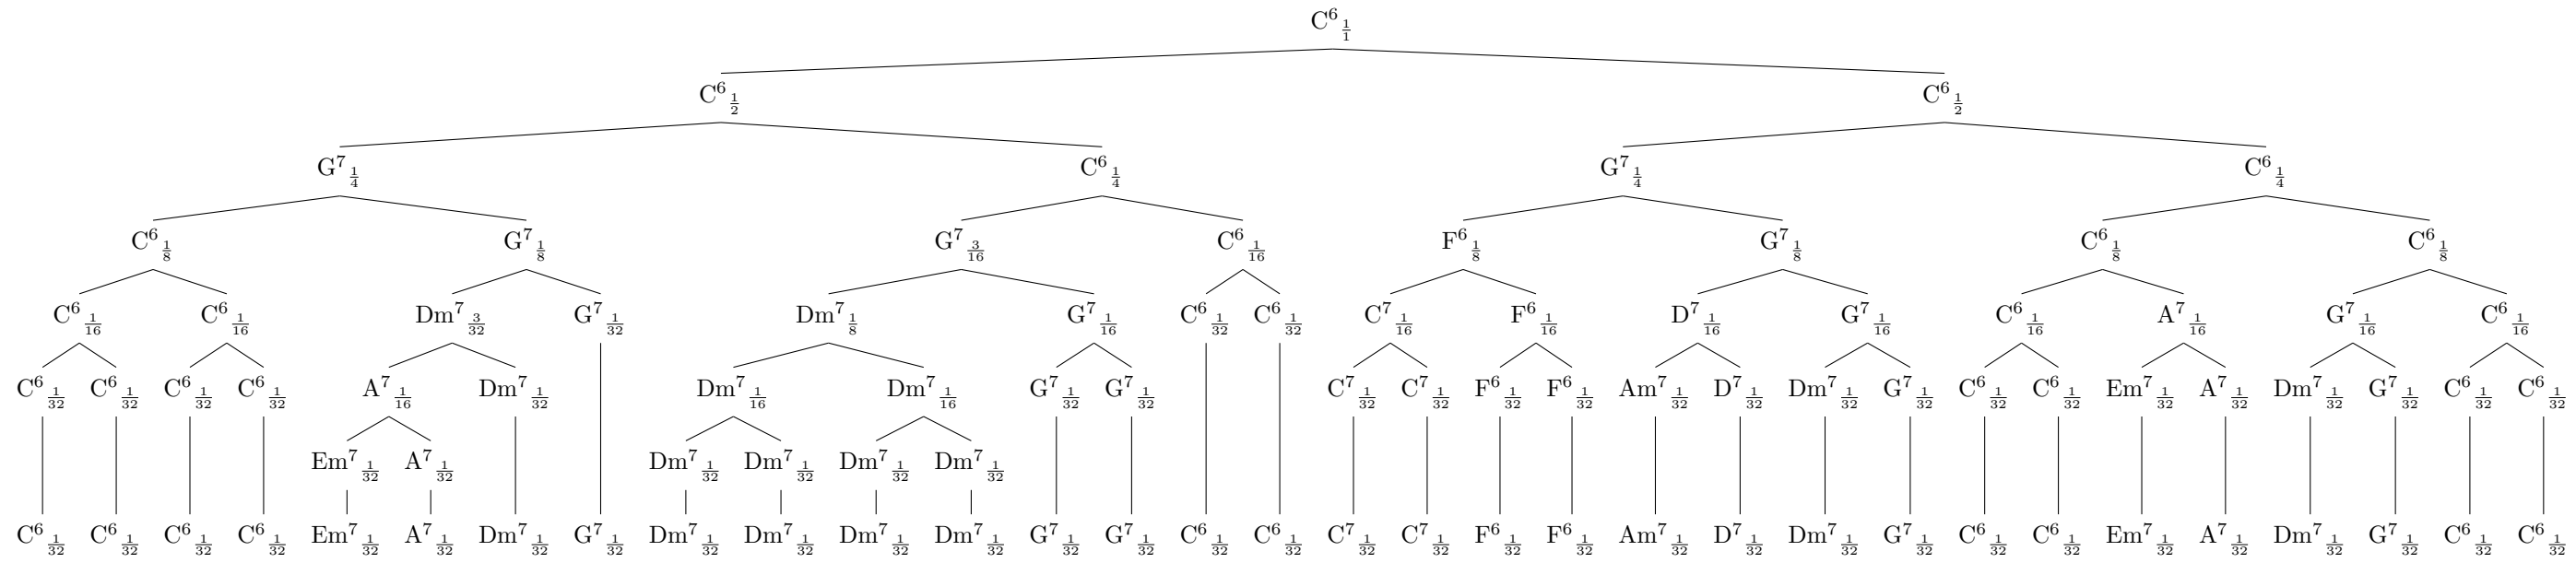 C⁶ 1/1
C⁶ 1/2 C⁶ 1/2
G⁷ 1/4 C⁶ 1/4 G⁷ 1/4 C⁶ 1/4
C⁶ 1/8 G⁷ 1/8 G⁷ 3/16 C⁶ 1/16 F⁶ 1/8 G⁷ 1/8 C⁶ 1/8 C⁶ 1/8
C⁶ 1/16 C⁶ 1/16 Dm⁷ 3/32 G⁷ 1/32 Dm⁷ 1/8 G⁷ 1/16 C⁶ 1/32 C⁶ 1/32 C⁷ 1/16 F⁶ 1/16 D⁷ 1/16 G⁷ 1/16 C⁶ 1/16 A⁷ 1/16 G⁷ 1/16 C⁶ 1/16
C⁶ 1/32 C⁶ 1/32 C⁶ 1/32 C⁶ 1/32 A⁷ 1/16 Dm⁷ 1/32 Dm⁷ 1/16 Dm⁷ 1/16 G⁷ 1/32 G⁷ 1/32 C⁷ 1/32 C⁷ 1/32 F⁶ 1/32 F⁶ 1/32 Am⁷ 1/32 D⁷ 1/32 Dm⁷ 1/32 G⁷ 1/32 C⁶ 1/32 C⁶ 1/32 Em⁷ 1/32 A⁷ 1/32 Dm⁷ 1/32 G⁷ 1/32 C⁶ 1/32 C⁶ 1/32
Em⁷ 1/32 A⁷ 1/32 Dm⁷ 1/32 Dm⁷ 1/32 Dm⁷ 1/32 Dm⁷ 1/32
C⁶ 1/32 C⁶ 1/32 C⁶ 1/32 C⁶ 1/32 Em⁷ 1/32 A⁷ 1/32 Dm⁷ 1/32 G⁷ 1/32 Dm⁷ 1/32 Dm⁷ 1/32 Dm⁷ 1/32 Dm⁷ 1/32 G⁷ 1/32 G⁷ 1/32 C⁶ 1/32 C⁶ 1/32 C⁷ 1/32 C⁷ 1/32 F⁶ 1/32 F⁶ 1/32 Am⁷ 1/32 D⁷ 1/32 Dm⁷ 1/32 G⁷ 1/32 C⁶ 1/32 C⁶ 1/32 Em⁷ 1/32 A⁷ 1/32 Dm⁷ 1/32 G⁷ 1/32 C⁶ 1/32 C⁶ 1/32